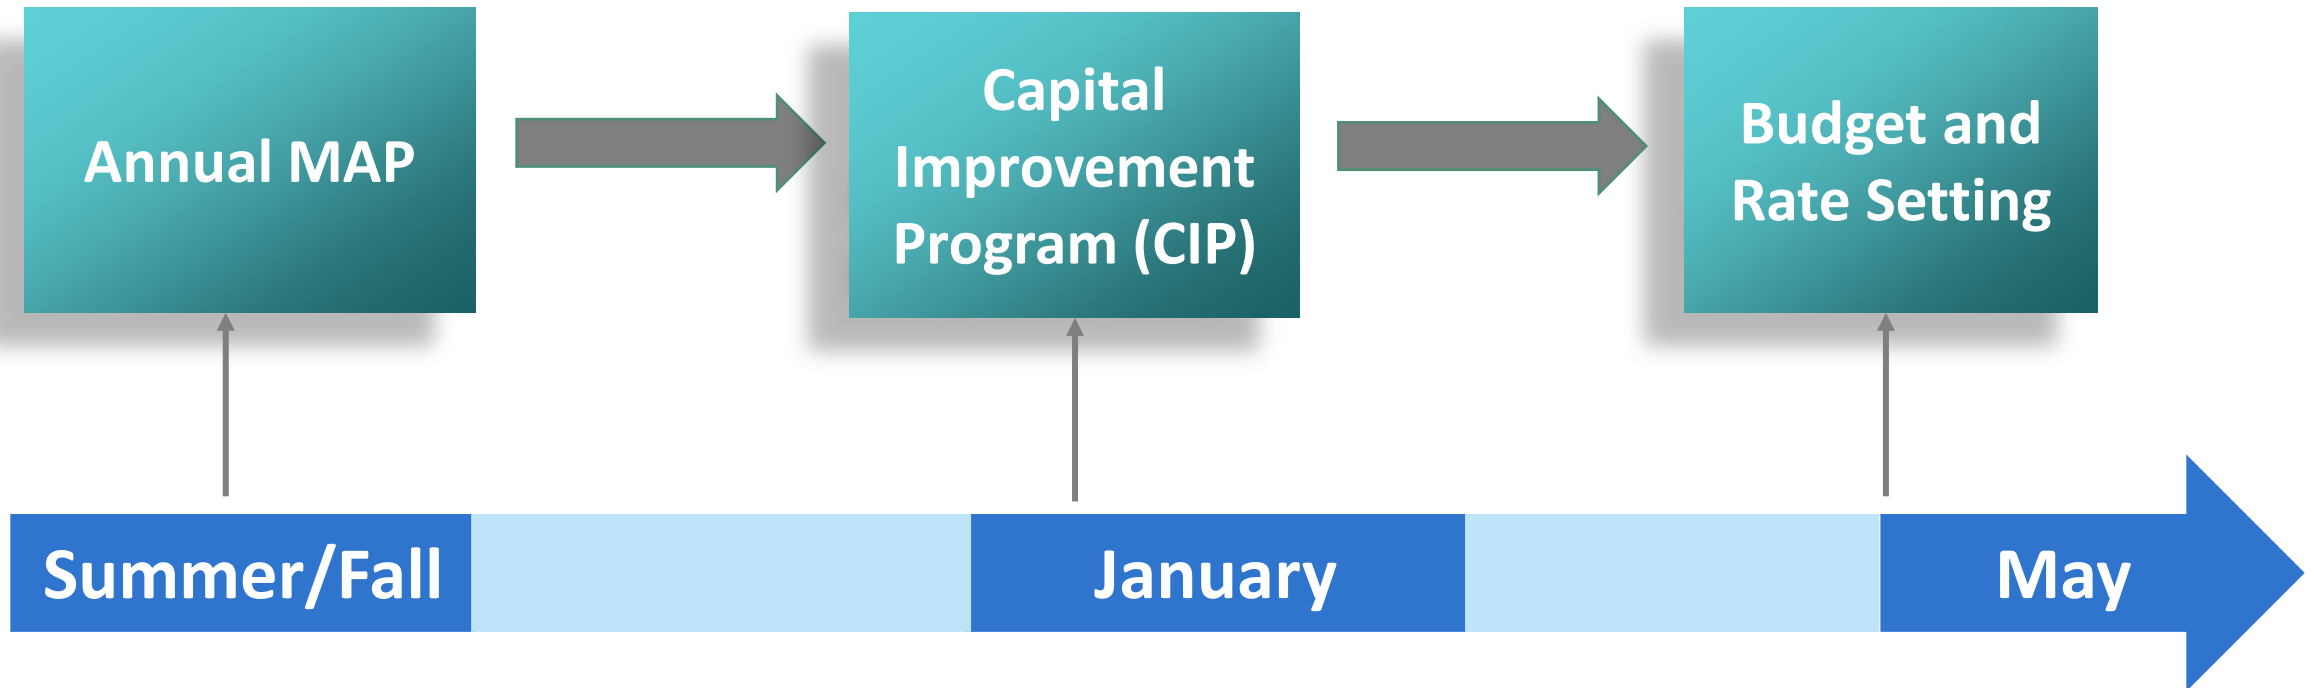 Annual MAP
Capital
Improvement
Program (CIP)
Budget and
Rate Setting
Summer/Fall
January
May